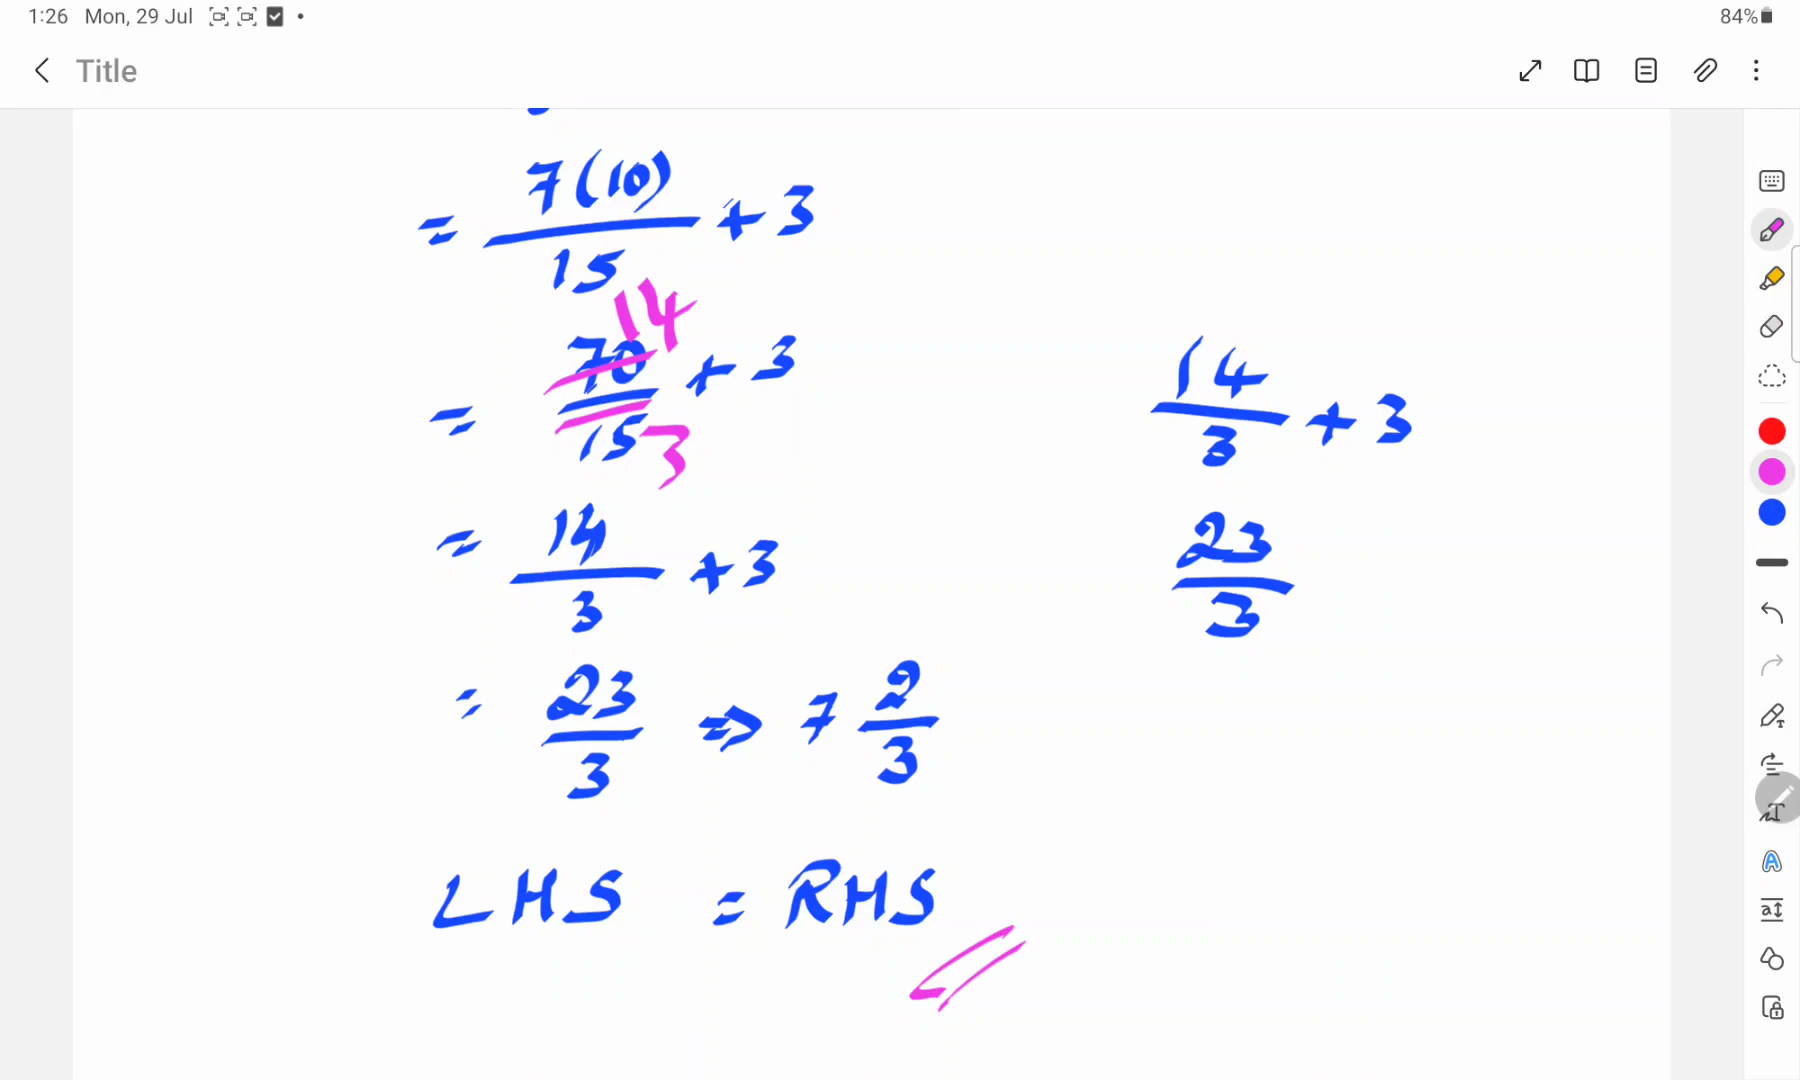 1:26 Mon, 29 Jul
84%
Title
= 7(10)/15 + 3
14
= 70/15 + 3
3
= 14/3 + 3
= 23/3 ⇒ 7 2/3
LHS = RHS
14/3 + 3
23/3